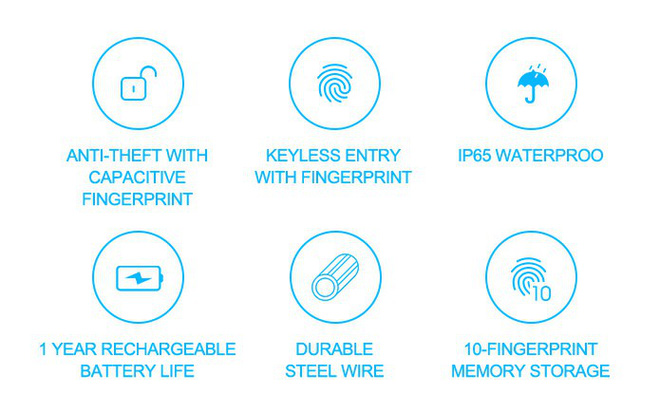 ANTI-THEFT WITH
CAPACITIVE
FINGERPRINT
KEYLESS ENTRY
WITH FINGERPRINT
IP65 WATERPROO
1 YEAR RECHARGEABLE
BATTERY LIFE
DURABLE
STEEL WIRE
10
10-FINGERPRINT
MEMORY STORAGE